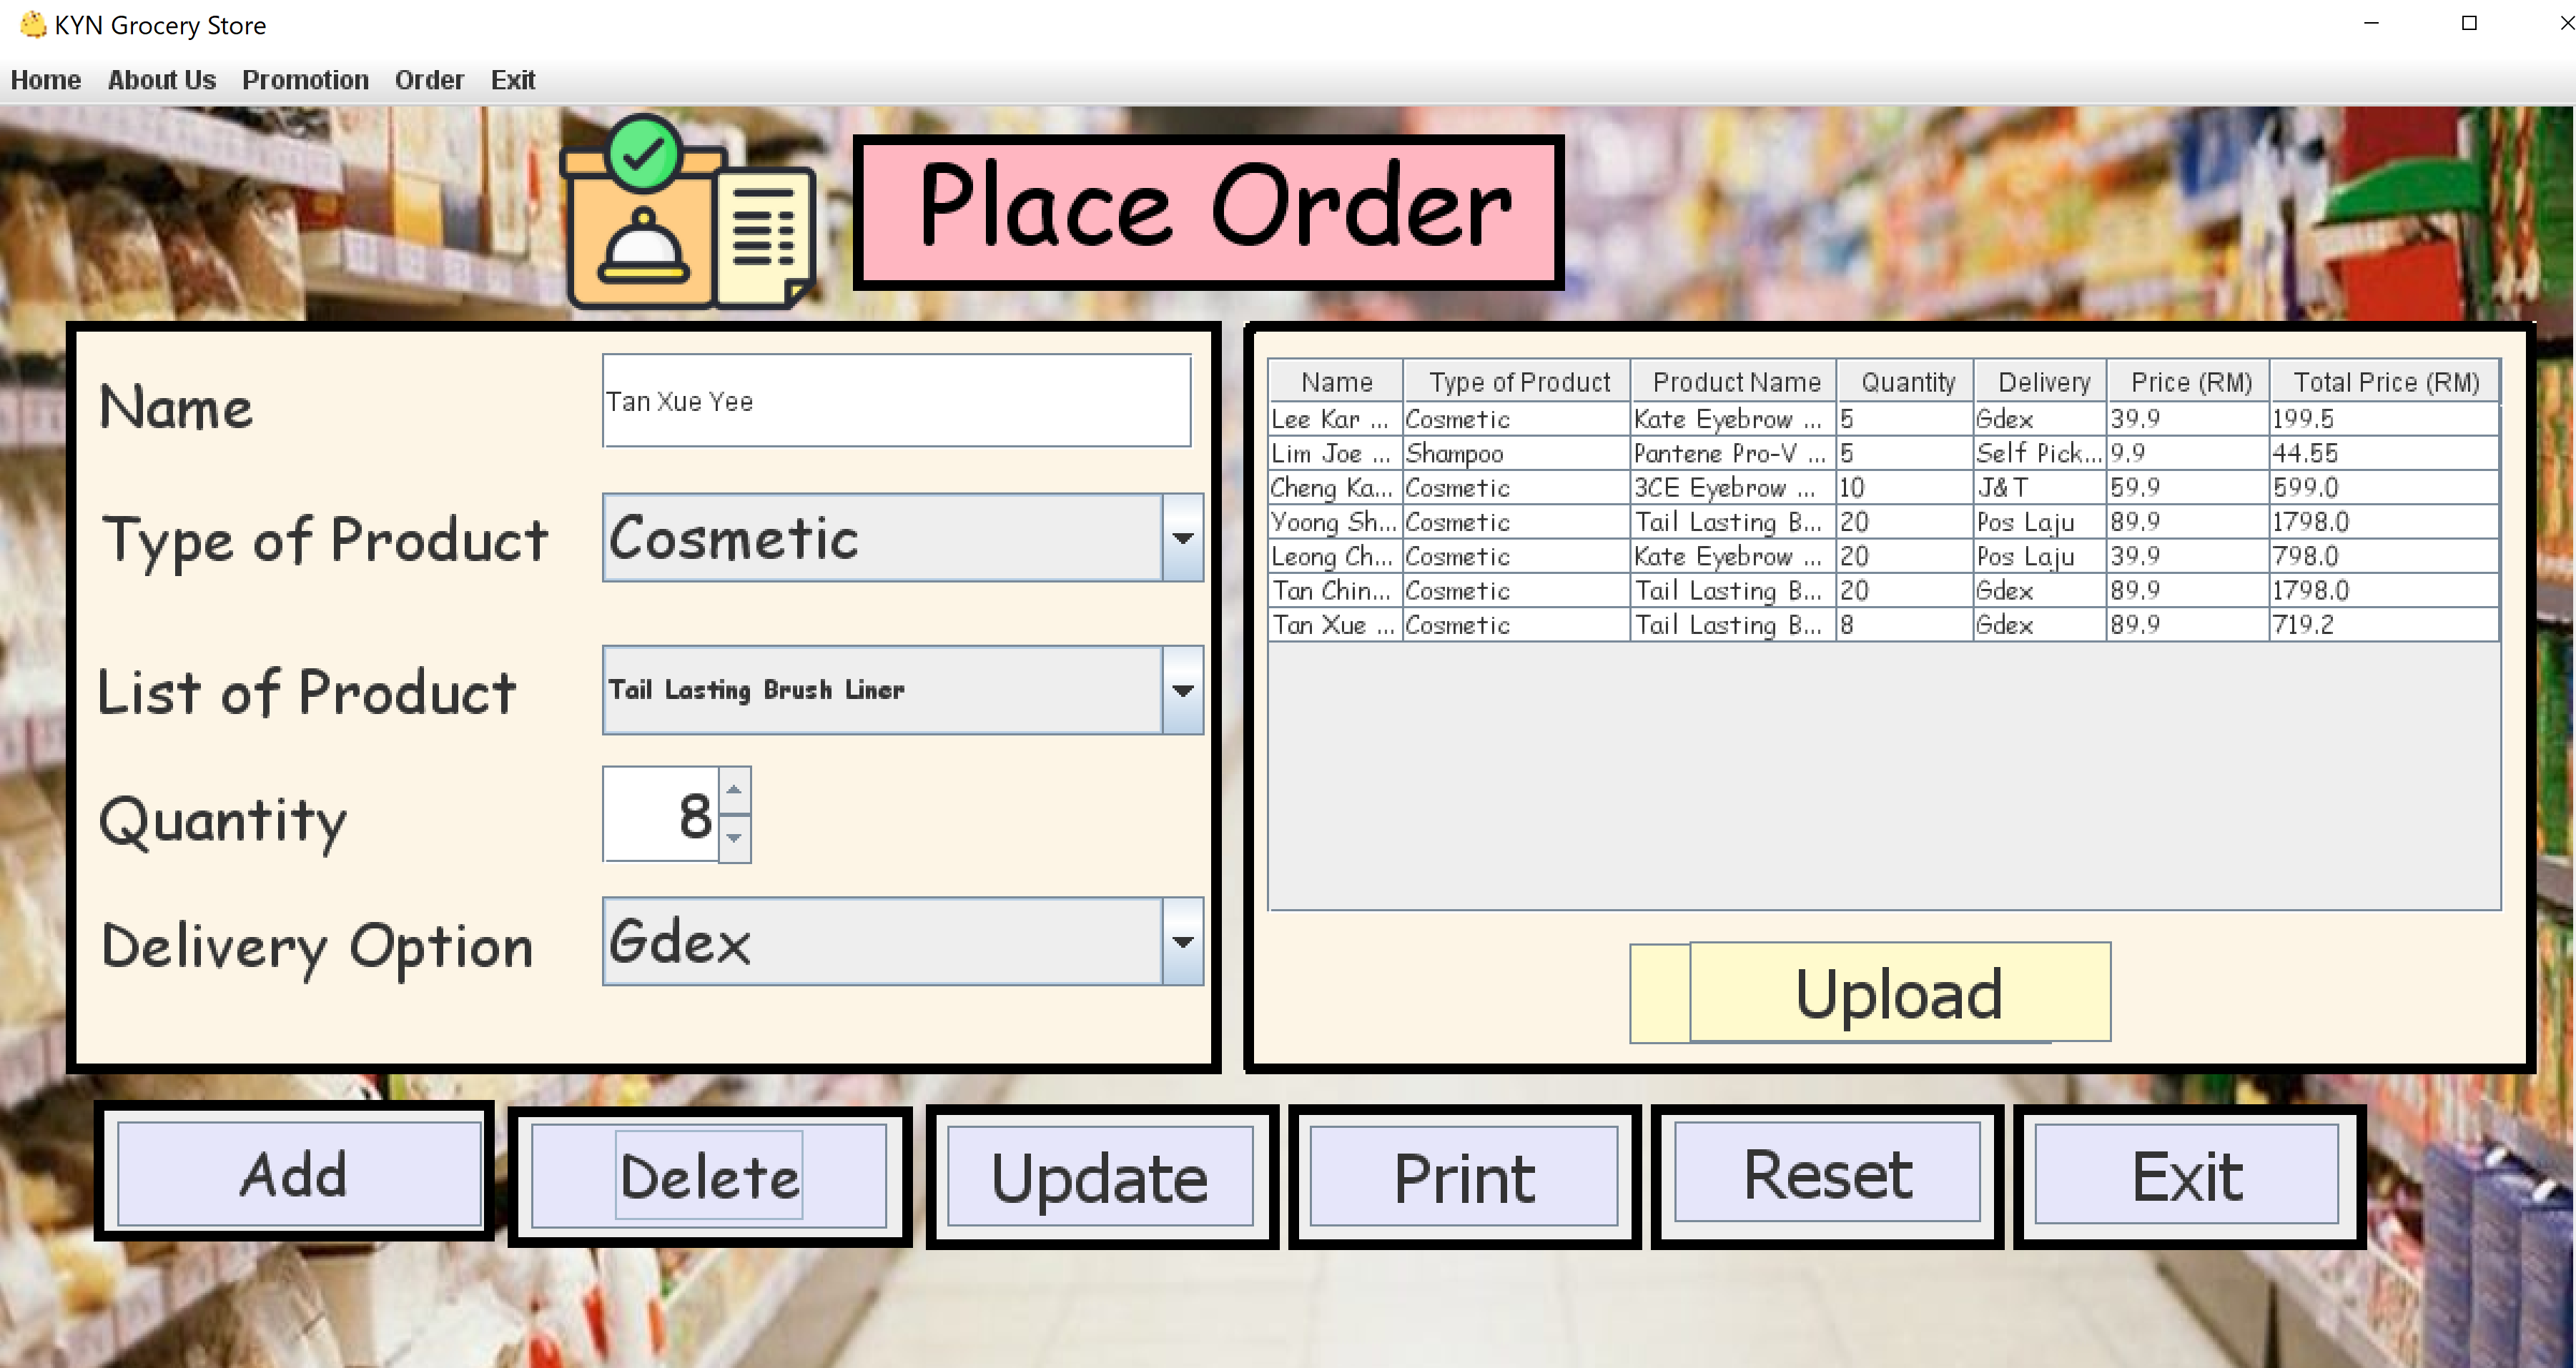 KYN Grocery Store
Home About Us Promotion Order Exit
Place Order
Name Tan Xue Yee
Type of Product Cosmetic
List of Product Tail Lasting Brush Liner
Quantity 8
Delivery Option Gdex
Name Type of Product Product Name Quantity Delivery Price (RM) Total Price (RM)
Lee Kar ... Cosmetic Kate Eyebrow ... 5 Gdex 39.9 199.5
Lim Joe ... Shampoo Pantene Pro-V ... 5 Self Pick... 9.9 44.55
Cheng Ka... Cosmetic 3CE Eyebrow ... 10 J&T 59.9 599.0
Yoong Sh... Cosmetic Tail Lasting B... 20 Pos Laju 89.9 1798.0
Leong Ch... Cosmetic Kate Eyebrow ... 20 Pos Laju 39.9 798.0
Tan Chin... Cosmetic Tail Lasting B... 20 Gdex 89.9 1798.0
Tan Xue ... Cosmetic Tail Lasting B... 8 Gdex 89.9 719.2
Upload
Add Delete Update Print Reset Exit